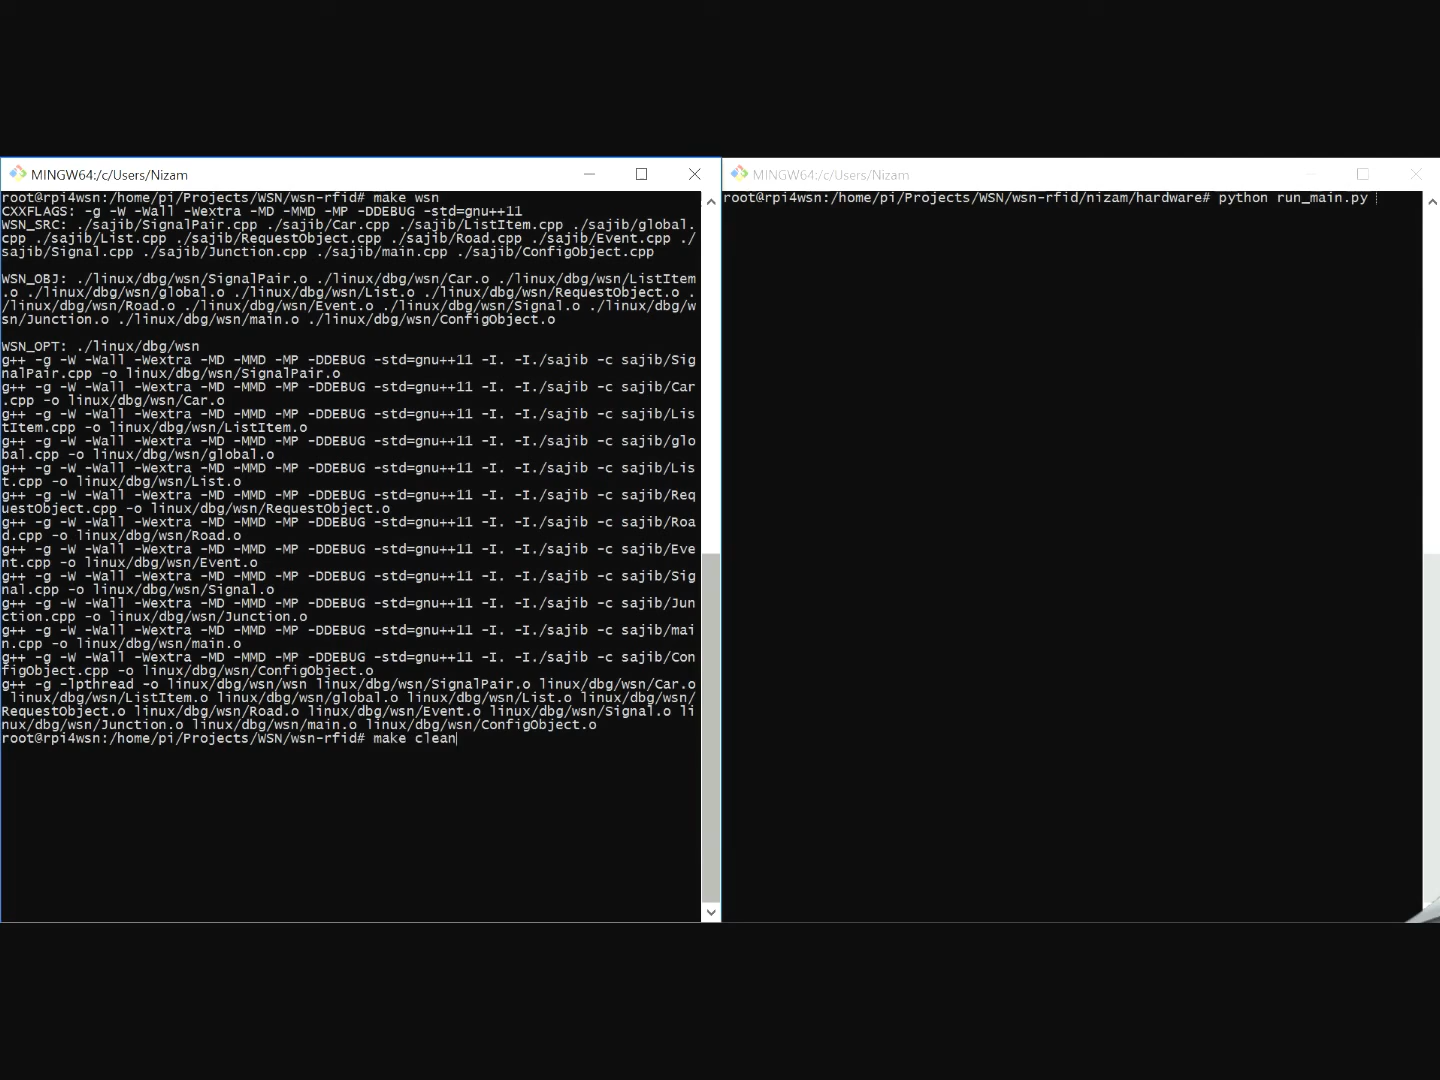 MINGW64:/c/Users/Nizam
root@rpi4wsn:/home/pi/Projects/WSN/wsn-rfid# make wsn
CXXFLAGS: -g -W -Wall -Wextra -MD -MMD -MP -DDEBUG -std=gnu++11
WSN_SRC: ./sajib/SignalPair.cpp ./sajib/Car.cpp ./sajib/ListItem.cpp ./sajib/global.
cpp ./sajib/List.cpp ./sajib/RequestObject.cpp ./sajib/Road.cpp ./sajib/Event.cpp ./
sajib/Signal.cpp ./sajib/Junction.cpp ./sajib/main.cpp ./sajib/ConfigObject.cpp
WSN_OBJ: ./linux/dbg/wsn/SignalPair.o ./linux/dbg/wsn/Car.o ./linux/dbg/wsn/ListItem
.o ./linux/dbg/wsn/global.o ./linux/dbg/wsn/List.o ./linux/dbg/wsn/RequestObject.o .
/linux/dbg/wsn/Road.o ./linux/dbg/wsn/Event.o ./linux/dbg/wsn/Signal.o ./linux/dbg/w
sn/Junction.o ./linux/dbg/wsn/main.o ./linux/dbg/wsn/ConfigObject.o
WSN_OPT: ./linux/dbg/wsn
g++ -g -W -Wall -Wextra -MD -MMD -MP -DDEBUG -std=gnu++11 -I. -I./sajib -c sajib/Sig
nalPair.cpp -o linux/dbg/wsn/SignalPair.o
g++ -g -W -Wall -Wextra -MD -MMD -MP -DDEBUG -std=gnu++11 -I. -I./sajib -c sajib/Car
.cpp -o linux/dbg/wsn/Car.o
g++ -g -W -Wall -Wextra -MD -MMD -MP -DDEBUG -std=gnu++11 -I. -I./sajib -c sajib/Lis
tItem.cpp -o linux/dbg/wsn/ListItem.o
g++ -g -W -Wall -Wextra -MD -MMD -MP -DDEBUG -std=gnu++11 -I. -I./sajib -c sajib/glo
bal.cpp -o linux/dbg/wsn/global.o
g++ -g -W -Wall -Wextra -MD -MMD -MP -DDEBUG -std=gnu++11 -I. -I./sajib -c sajib/Lis
t.cpp -o linux/dbg/wsn/List.o
g++ -g -W -Wall -Wextra -MD -MMD -MP -DDEBUG -std=gnu++11 -I. -I./sajib -c sajib/Req
uestObject.cpp -o linux/dbg/wsn/RequestObject.o
g++ -g -W -Wall -Wextra -MD -MMD -MP -DDEBUG -std=gnu++11 -I. -I./sajib -c sajib/Roa
d.cpp -o linux/dbg/wsn/Road.o
g++ -g -W -Wall -Wextra -MD -MMD -MP -DDEBUG -std=gnu++11 -I. -I./sajib -c sajib/Eve
nt.cpp -o linux/dbg/wsn/Event.o
g++ -g -W -Wall -Wextra -MD -MMD -MP -DDEBUG -std=gnu++11 -I. -I./sajib -c sajib/Sig
nal.cpp -o linux/dbg/wsn/Signal.o
g++ -g -W -Wall -Wextra -MD -MMD -MP -DDEBUG -std=gnu++11 -I. -I./sajib -c sajib/Jun
ction.cpp -o linux/dbg/wsn/Junction.o
g++ -g -W -Wall -Wextra -MD -MMD -MP -DDEBUG -std=gnu++11 -I. -I./sajib -c sajib/mai
n.cpp -o linux/dbg/wsn/main.o
g++ -g -W -Wall -Wextra -MD -MMD -MP -DDEBUG -std=gnu++11 -I. -I./sajib -c sajib/Con
figObject.cpp -o linux/dbg/wsn/ConfigObject.o
g++ -g -lpthread -o linux/dbg/wsn/wsn linux/dbg/wsn/SignalPair.o linux/dbg/wsn/Car.o
 linux/dbg/wsn/ListItem.o linux/dbg/wsn/global.o linux/dbg/wsn/List.o linux/dbg/wsn/
RequestObject.o linux/dbg/wsn/Road.o linux/dbg/wsn/Event.o linux/dbg/wsn/Signal.o li
nux/dbg/wsn/Junction.o linux/dbg/wsn/main.o linux/dbg/wsn/ConfigObject.o
root@rpi4wsn:/home/pi/Projects/WSN/wsn-rfid# make clean
MINGW64:/c/Users/Nizam
root@rpi4wsn:/home/pi/Projects/WSN/wsn-rfid/nizam/hardware# python run_main.py